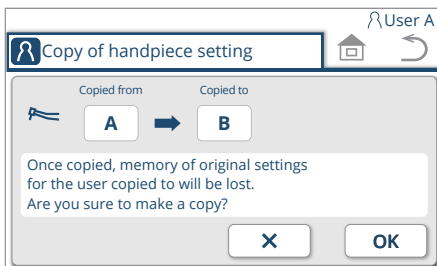 User A
Copy of handpiece setting
Copied from Copied to
A B
Once copied, memory of original settings
for the user copied to will be lost.
Are you sure to make a copy?
OK